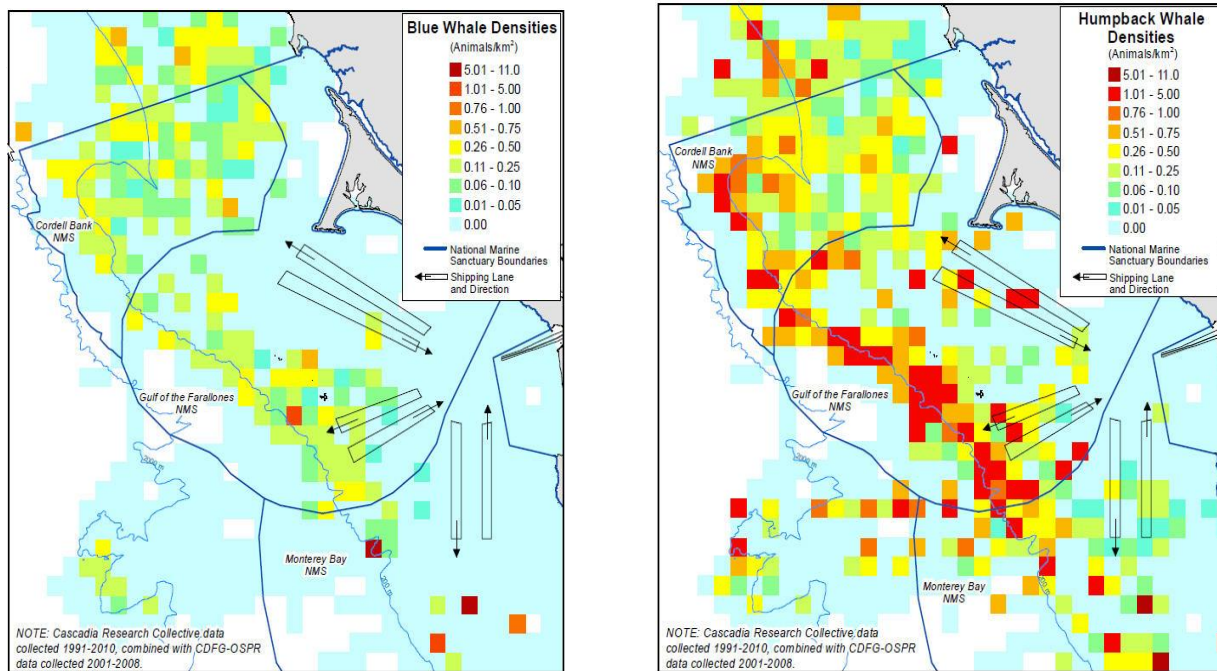 Blue Whale Densities
(Animals/km²)
5.01 - 11.0
1.01 - 5.00
0.76 - 1.00
0.51 - 0.75
0.26 - 0.50
0.11 - 0.25
0.06 - 0.10
0.01 - 0.05
0.00
National Marine
Sanctuary Boundaries
Shipping Lane
and Direction
Cordell Bank
NMS
Gulf of the Farallones
NMS
Monterey Bay
NMS
NOTE: Cascadia Research Collective data
collected 1991-2010, combined with CDFG-OSPR
data collected 2001-2008.
Humpback Whale
Densities
(Animals/km²)
5.01 - 11.0
1.01 - 5.00
0.76 - 1.00
0.51 - 0.75
0.26 - 0.50
0.11 - 0.25
0.06 - 0.10
0.01 - 0.05
0.00
National Marine
Sanctuary Boundaries
Shipping Lane
and Direction
Cordell Bank
NMS
Gulf of the Farallones
NMS
Monterey Bay
NMS
NOTE: Cascadia Research Collective data
collected 1991-2010, combined with CDFG-OSPR
data collected 2001-2008.